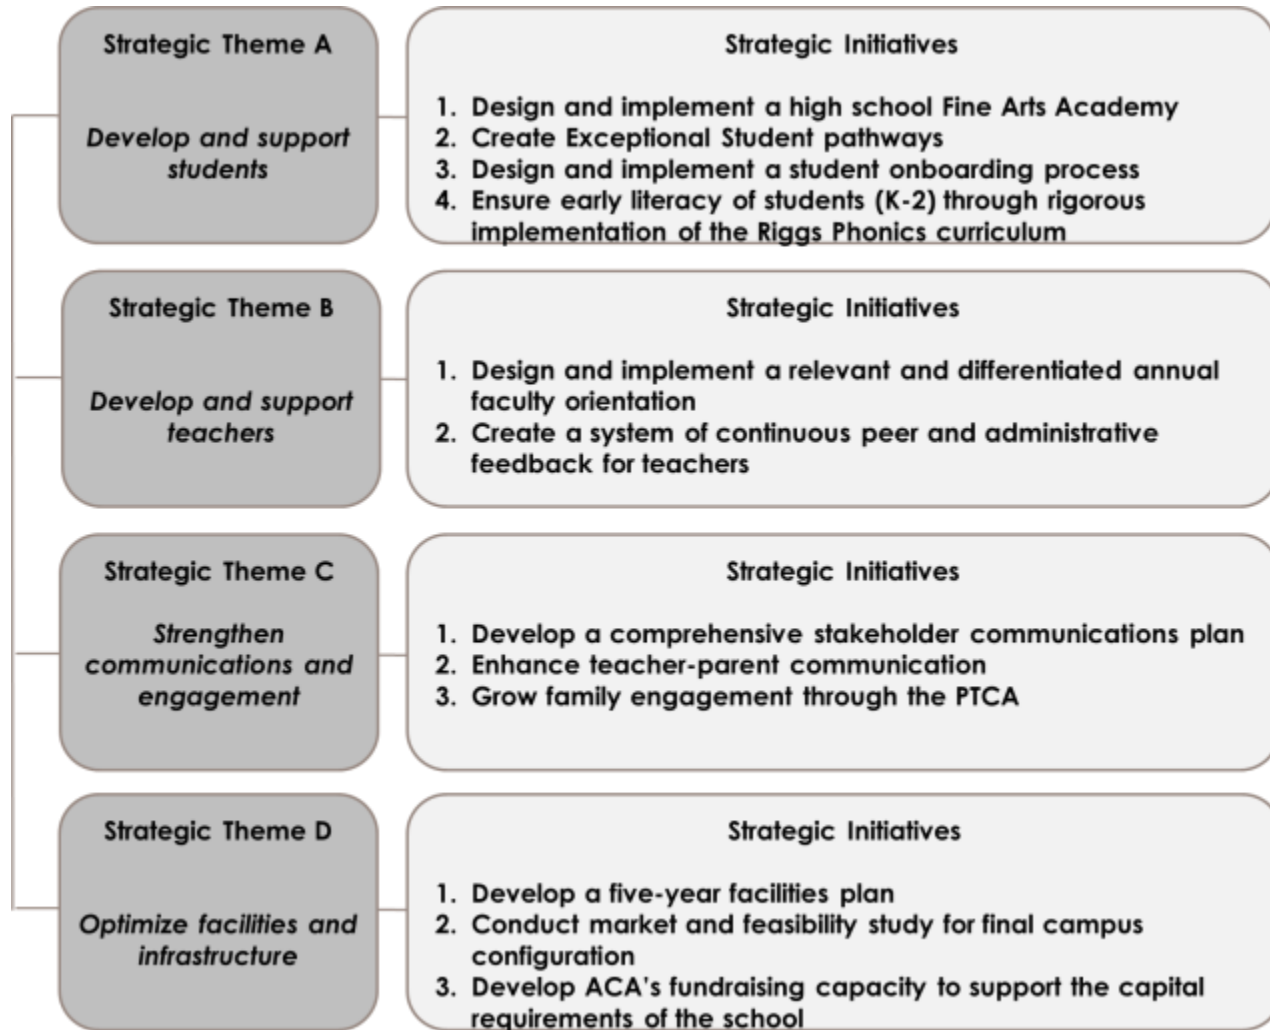 Strategic Theme A
Develop and support
students
Strategic Initiatives
1. Design and implement a high school Fine Arts Academy
2. Create Exceptional Student pathways
3. Design and implement a student onboarding process
4. Ensure early literacy of students (K-2) through rigorous
implementation of the Riggs Phonics curriculum
Strategic Theme B
Develop and support
teachers
Strategic Initiatives
1. Design and implement a relevant and differentiated annual
faculty orientation
2. Create a system of continuous peer and administrative
feedback for teachers
Strategic Theme C
Strengthen
communications and
engagement
Strategic Initiatives
1. Develop a comprehensive stakeholder communications plan
2. Enhance teacher-parent communication
3. Grow family engagement through the PTCA
Strategic Theme D
Optimize facilities and
infrastructure
Strategic Initiatives
1. Develop a five-year facilities plan
2. Conduct market and feasibility study for final campus
configuration
3. Develop ACA's fundraising capacity to support the capital
requirements of the school